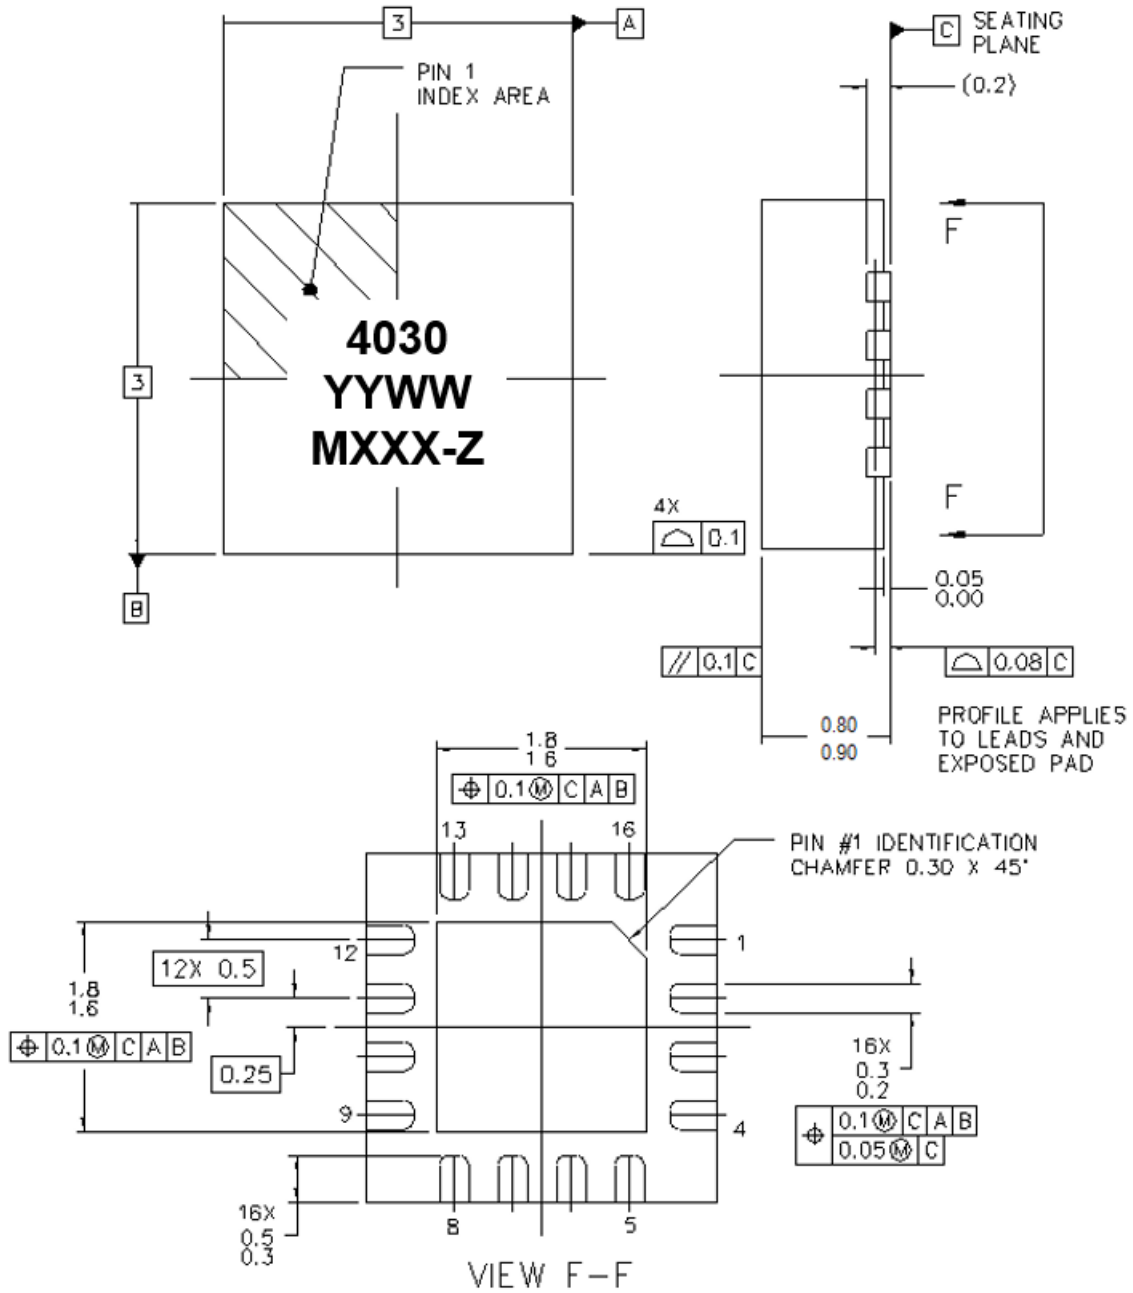 3
A
C
SEATING
PLANE
PIN 1
INDEX AREA
(0.2)
F
3
4030
YYWW
MXXX-Z
4X
0.1
F
B
0.05
0.00
// 0.1 C
0.08 C
0.80
0.90
PROFILE APPLIES
TO LEADS AND
EXPOSED PAD
1.8
1.6
0.1 Ⓜ C A B
13
16
PIN #1 IDENTIFICATION
CHAMFER 0.30 X 45°
12
1
12X 0.5
1.8
1.6
0.1 Ⓜ C A B
0.25
16X
0.3
0.2
9
4
0.1 Ⓜ C A B
0.05 Ⓜ C
16X
0.5
0.3
8
5
VIEW F-F